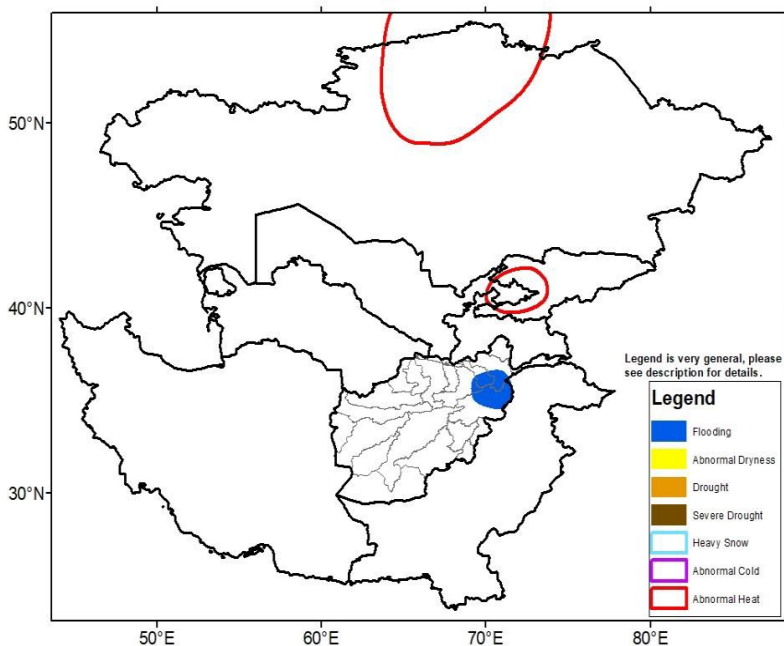 50°N
40°N
30°N
Legend is very general, please
see description for details.
Legend
Flooding
Abnormal Dryness
Drought
Severe Drought
Heavy Snow
Abnormal Cold
Abnormal Heat
50°E
60°E
70°E
80°E